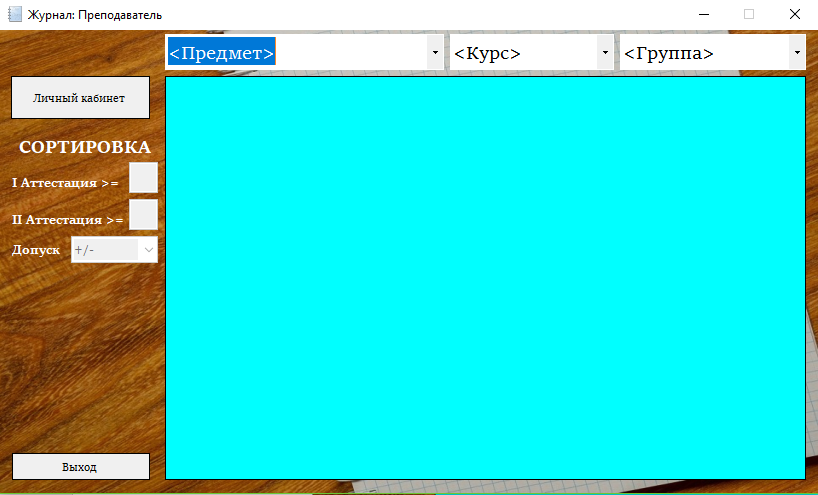 Журнал: Преподаватель
<Предмет> <Курс> <Группа>
Личный кабинет
СОРТИРОВКА
I Аттестация >=
II Аттестация >=
Допуск +/-
Выход